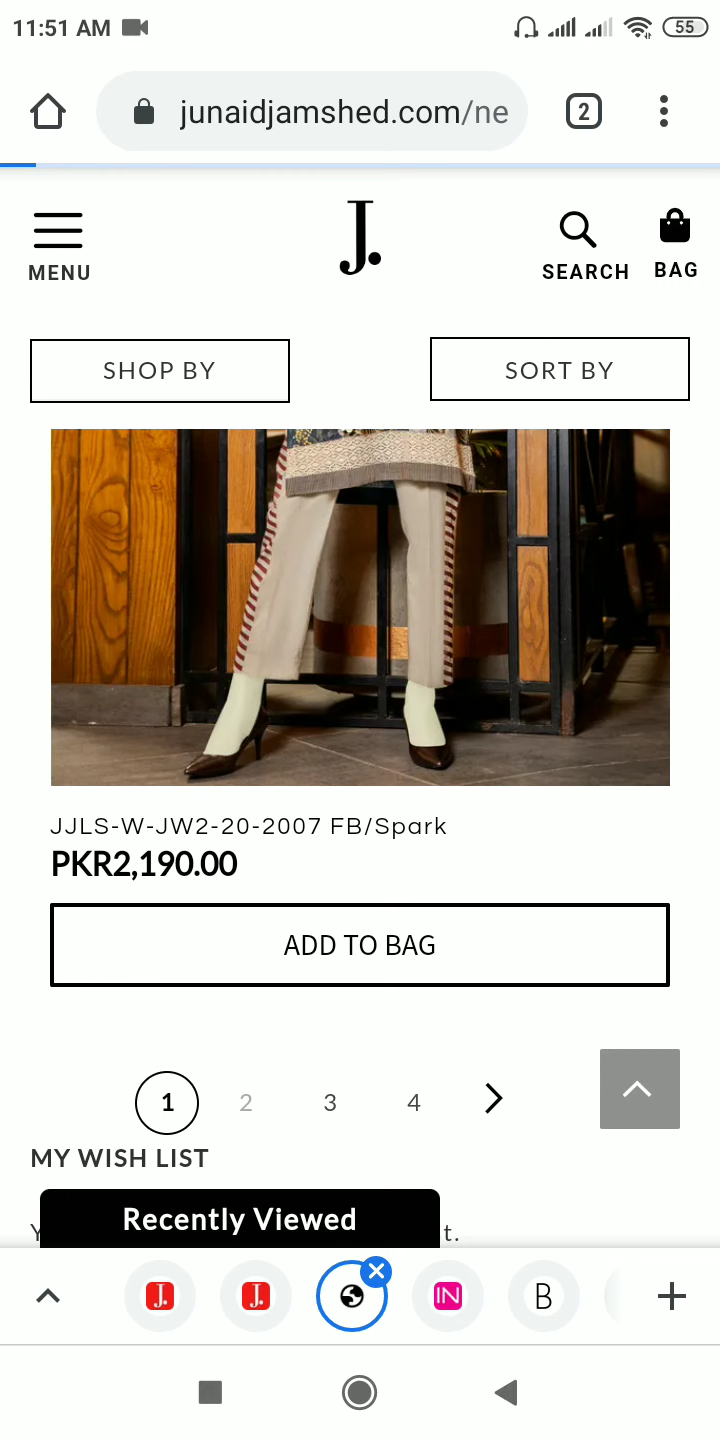 11:51 AM 55
junaidjamshed.com/ne 2
J.
MENU SEARCH BAG
SHOP BY SORT BY
JJLS-W-JW2-20-2007 FB/Spark
PKR2,190.00
ADD TO BAG
1 2 3 4
MY WISH LIST
Recently Viewed
t.
J. J. IN B